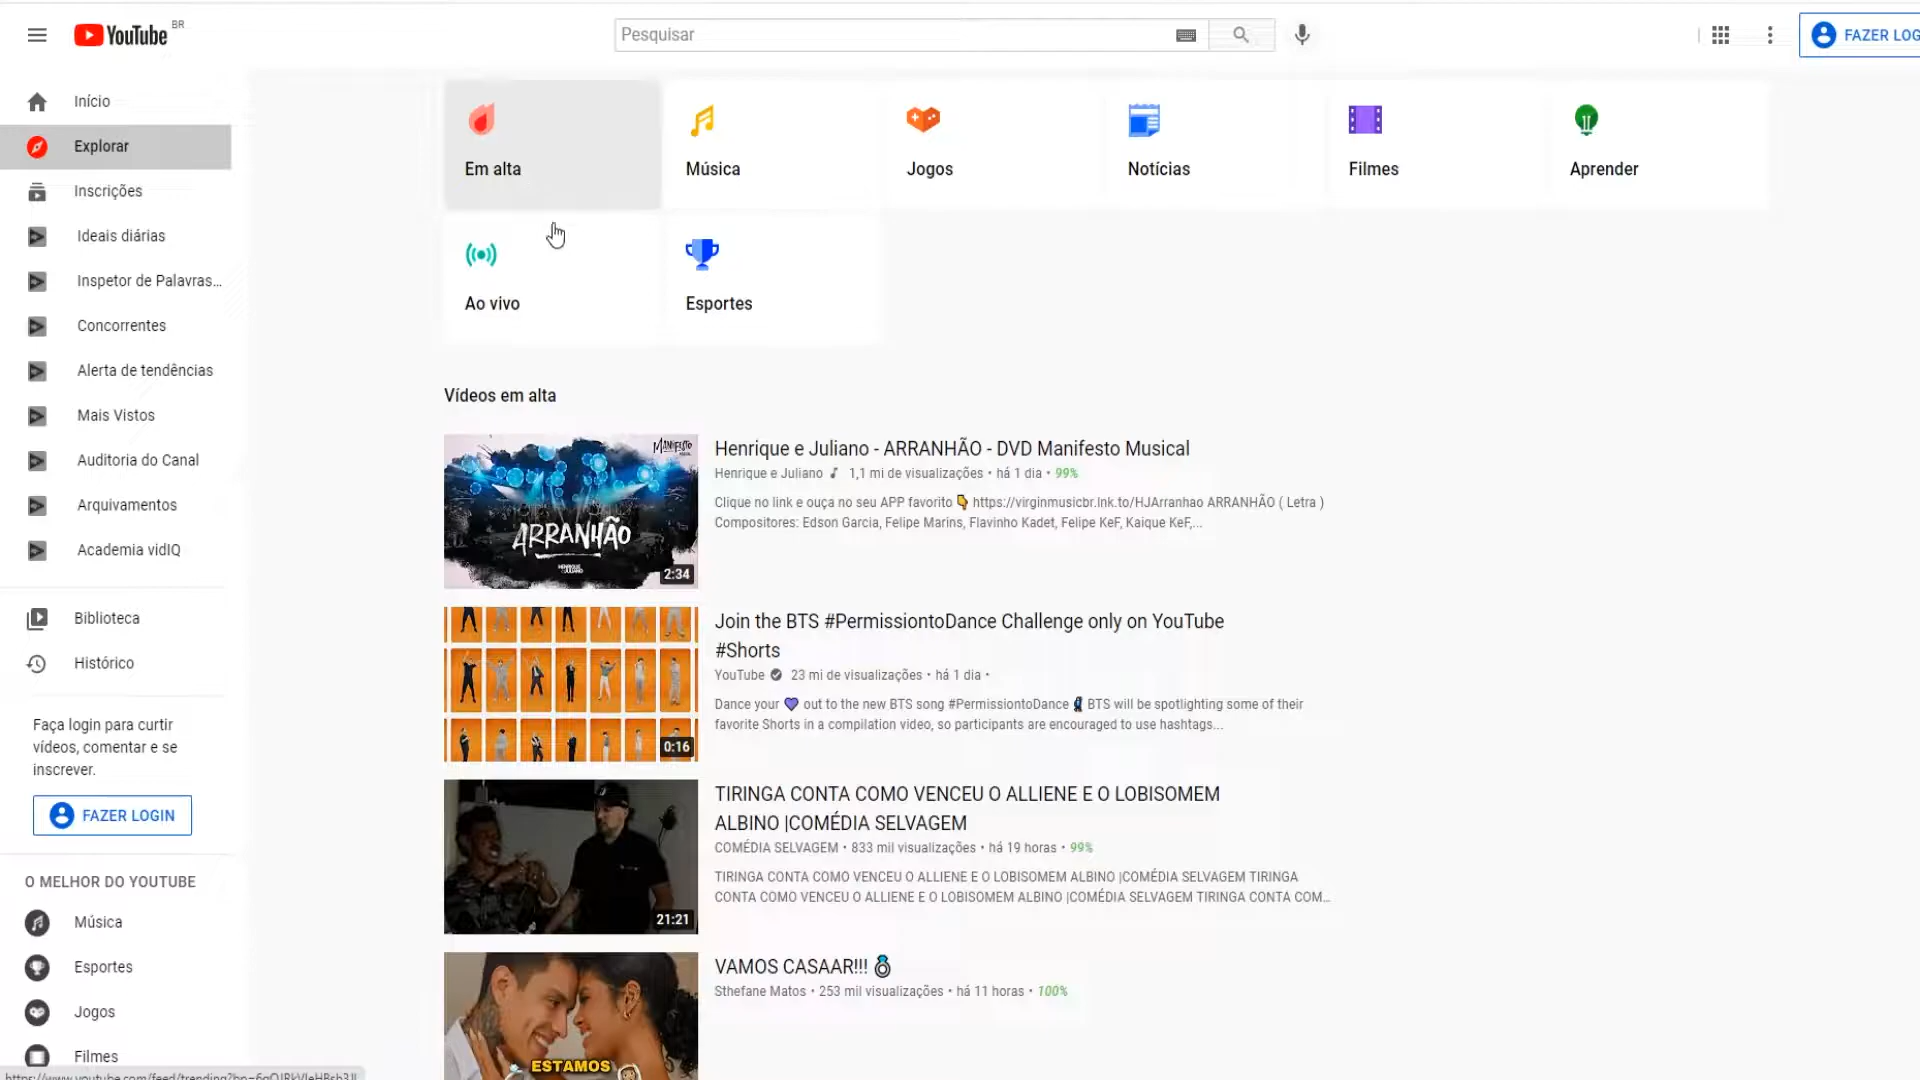 YouTube BR
Pesquisar
FAZER LOG
Início
Explorar
Inscrições
Ideais diárias
Inspetor de Palavras...
Concorrentes
Alerta de tendências
Mais Vistos
Auditoria do Canal
Arquivamentos
Academia vidIQ
Biblioteca
Histórico
Faça login para curtir
vídeos, comentar e se
inscrever.
FAZER LOGIN
O MELHOR DO YOUTUBE
Música
Esportes
Jogos
Filmes
Em alta
Música
Jogos
Notícias
Filmes
Aprender
Ao vivo
Esportes
Vídeos em alta
MANIFESTO
ARRANHÃO
HENRIQUE
JULIANO
2:34
Henrique e Juliano - ARRANHÃO - DVD Manifesto Musical
Henrique e Juliano 1,1 mi de visualizações • há 1 dia • 99%
Clique no link e ouça no seu APP favorito 👇 https://virginmusicbr.lnk.to/HJArranhao ARRANHÃO ( Letra )
Compositores: Edson Garcia, Felipe Marins, Flavinho Kadet, Felipe KeF, Kaique KeF,...
0:16
Join the BTS #PermissiontoDance Challenge only on YouTube
#Shorts
YouTube 23 mi de visualizações • há 1 dia •
Dance your 💜 out to the new BTS song #PermissiontoDance BTS will be spotlighting some of their
favorite Shorts in a compilation video, so participants are encouraged to use hashtags...
21:21
TIRINGA CONTA COMO VENCEU O ALLIENE E O LOBISOMEM
ALBINO |COMÉDIA SELVAGEM
COMÉDIA SELVAGEM • 833 mil visualizações • há 19 horas • 99%
TIRINGA CONTA COMO VENCEU O ALLIENE E O LOBISOMEM ALBINO |COMÉDIA SELVAGEM TIRINGA
CONTA COMO VENCEU O ALLIENE E O LOBISOMEM ALBINO |COMÉDIA SELVAGEM TIRINGA CONTA COM...
ESTAMOS
VAMOS CASAAR!!! 💍
Sthefane Matos • 253 mil visualizações • há 11 horas • 100%